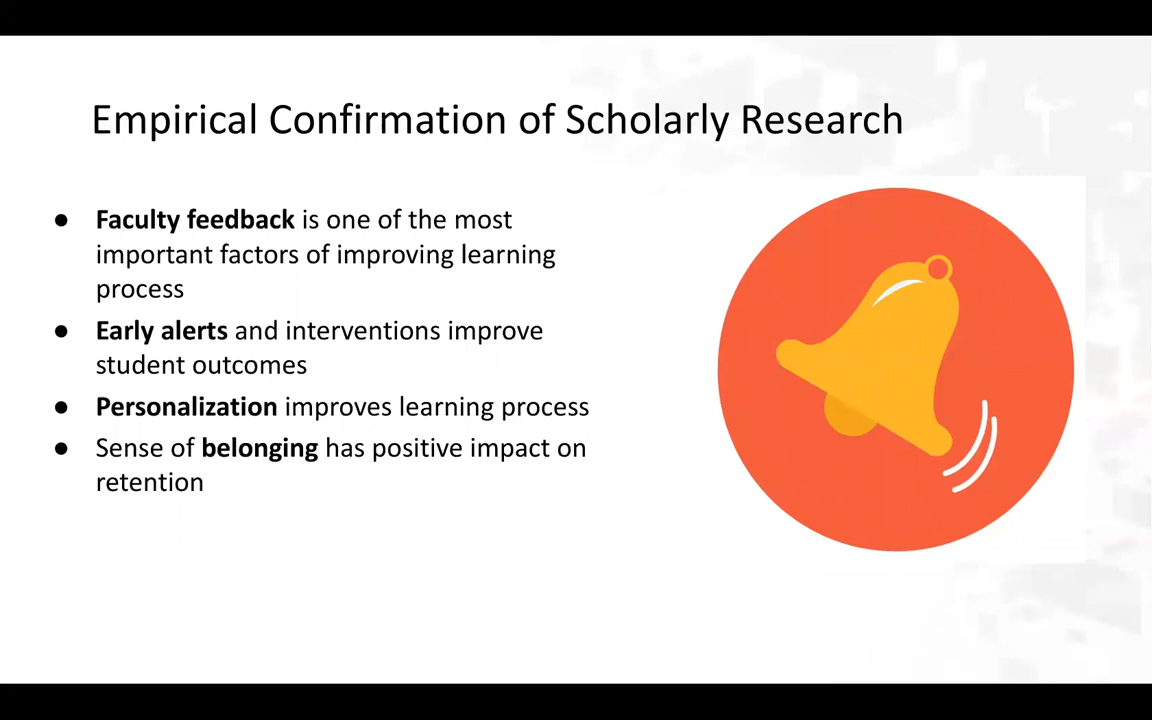 Empirical Confirmation of Scholarly Research
● Faculty feedback is one of the most
important factors of improving learning
process
● Early alerts and interventions improve
student outcomes
● Personalization improves learning process
● Sense of belonging has positive impact on
retention